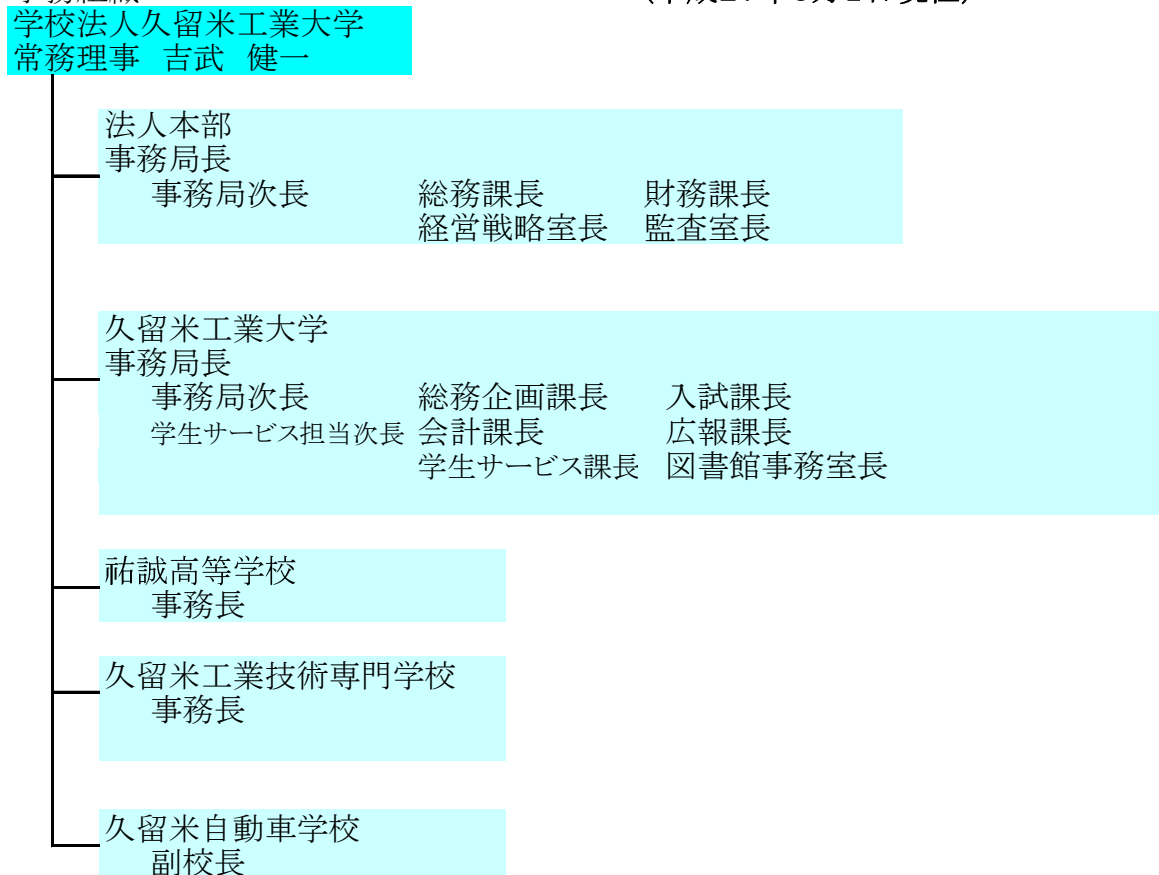 学校法人久留米工業大学
常務理事 吉武 健一
法人本部
事務局長
事務局次長 総務課長 財務課長
経営戦略室長 監査室長
久留米工業大学
事務局長
事務局次長 総務企画課長 入試課長
学生サービス担当次長 会計課長 広報課長
学生サービス課長 図書館事務室長
祐誠高等学校
事務長
久留米工業技術専門学校
事務長
久留米自動車学校
副校長